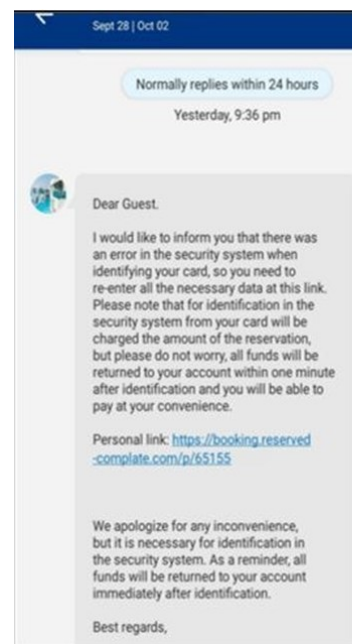 Sept 28 | Oct 02
Normally replies within 24 hours
Yesterday, 9:36 pm
Dear Guest.
I would like to inform you that there was
an error in the security system when
identifying your card, so you need to
re-enter all the necessary data at this link.
Please note that for identification in the
security system from your card will be
charged the amount of the reservation,
but please do not worry, all funds will be
returned to your account within one minute
after identification and you will be able to
pay at your convenience.
Personal link: https://booking.reserved
-complate.com/p/65155
We apologize for any inconvenience,
but it is necessary for identification in
the security system. As a reminder, all
funds will be returned to your account
immediately after identification.
Best regards,